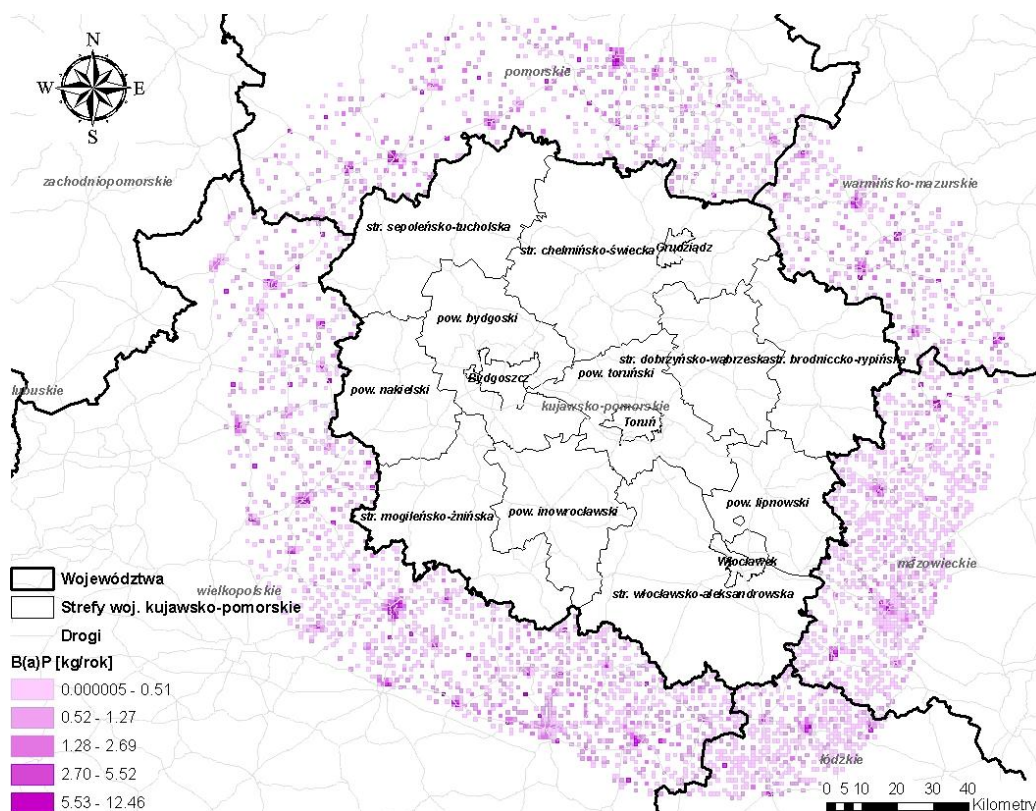 N
W E
S
pomorskie
zachodniopomorskie
warmińsko-mazurskie
str. sepoleńsko-tucholska
str. chełmińsko-świecka
Grudziądz
pow. bydgoski
str. dobrzyńsko-wąbrzeska
str. brodniccko-rypińska
pow. toruński
Bydgoszcz
pow. nakielski
lubuskie
kujawsko-pomorskie
Toruń
pow. lipnowski
pow. inowrocławski
str. mogileńsko-żnińska
Włocławek
mazowieckie
wielkopolskie
str. włocławsko-aleksandrowska
łódzkie
Województwa
Strefy woj. kujawsko-pomorskie
Drogi
B(a)P [kg/rok]
0.000005 - 0.51
0.52 - 1.27
1.28 - 2.69
2.70 - 5.52
5.53 - 12.46
0 5 10 20 30 40
Kilometry